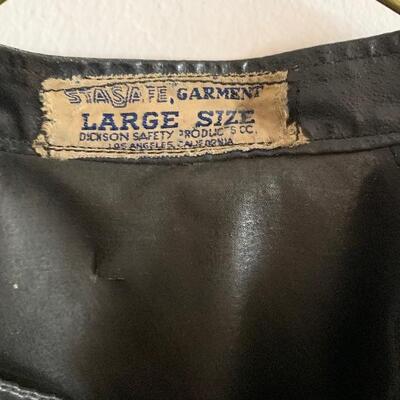 STASAFE, GARMENT
LARGE SIZE
DICKSON SAFETY PRODUCTS CO.
LOS ANGELES, CALIFORNIA